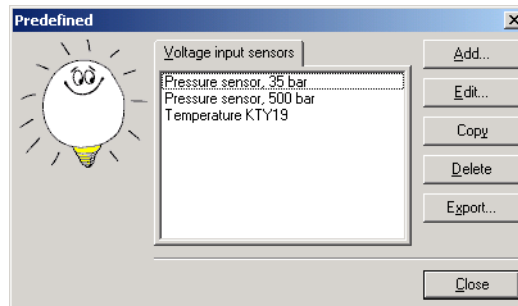 Predefined
Voltage input sensors
Pressure sensor, 35 bar
Pressure sensor, 500 bar
Temperature KTY19
Add...
Edit...
Copy
Delete
Export...
Close